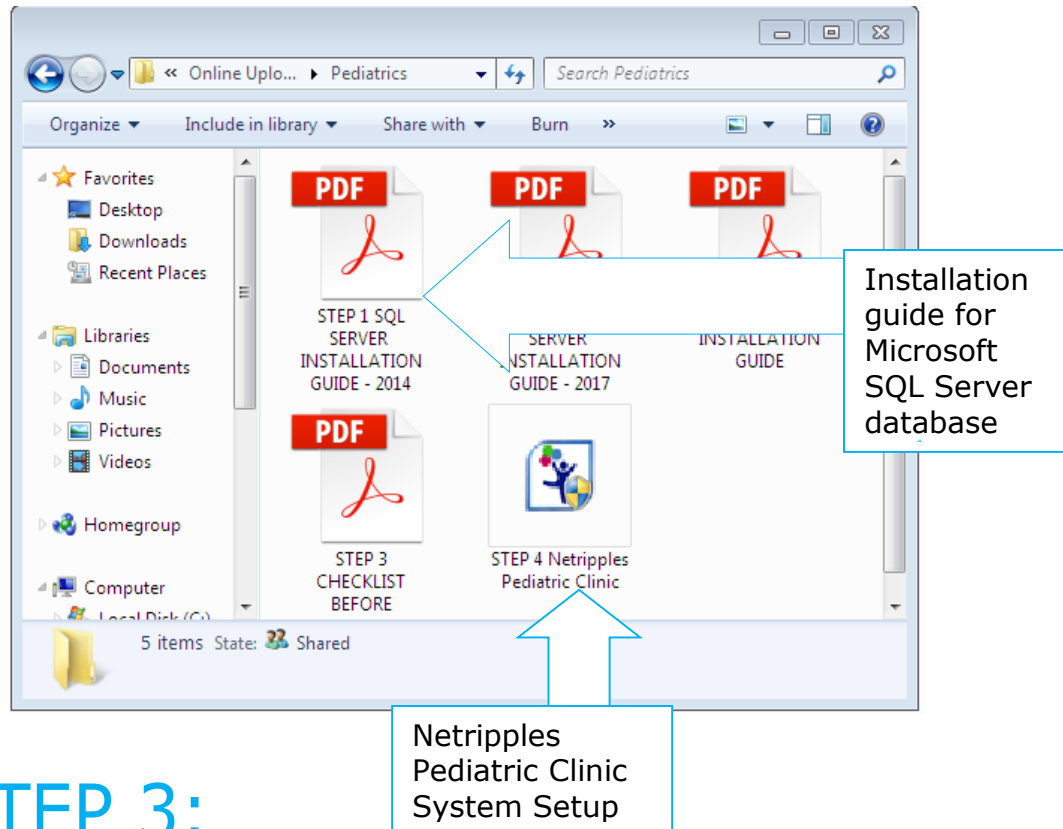 « Online Uplo... ▸ Pediatrics
Search Pediatrics
Organize
Include in library
Share with
Burn
»
Favorites
Desktop
Downloads
Recent Places
Libraries
Documents
Music
Pictures
Videos
Homegroup
Computer
Local Disk (C:)
PDF
STEP 1 SQL
SERVER
INSTALLATION
GUIDE - 2014
PDF
SERVER
INSTALLATION
GUIDE - 2017
PDF
INSTALLATION
GUIDE
PDF
STEP 3
CHECKLIST
BEFORE
STEP 4 Netripples
Pediatric Clinic
5 items State: Shared
Installation
guide for
Microsoft
SQL Server
database
Netripples
Pediatric Clinic
System Setup
TEP 3: